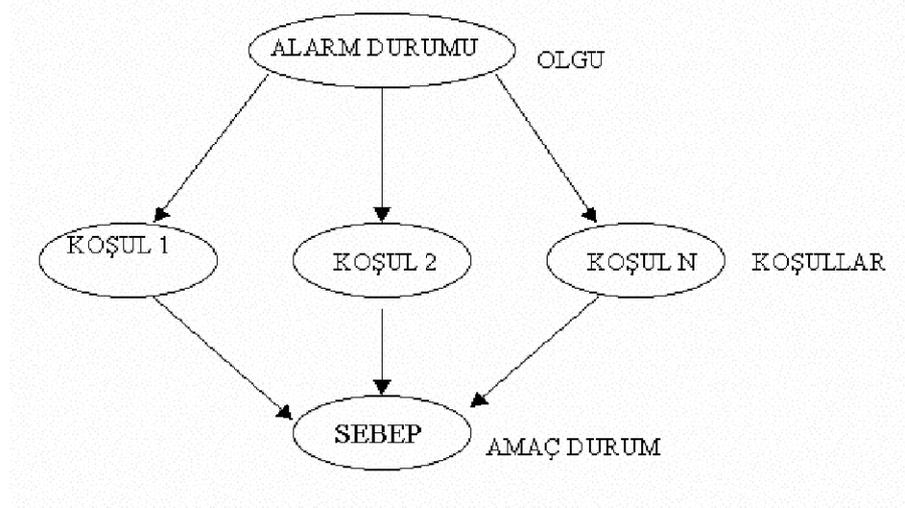 ALARM DURUMU
OLGU
KOŞUL 1
KOŞUL 2
KOŞUL N
KOŞULLAR
SEBEP
AMAÇ DURUM